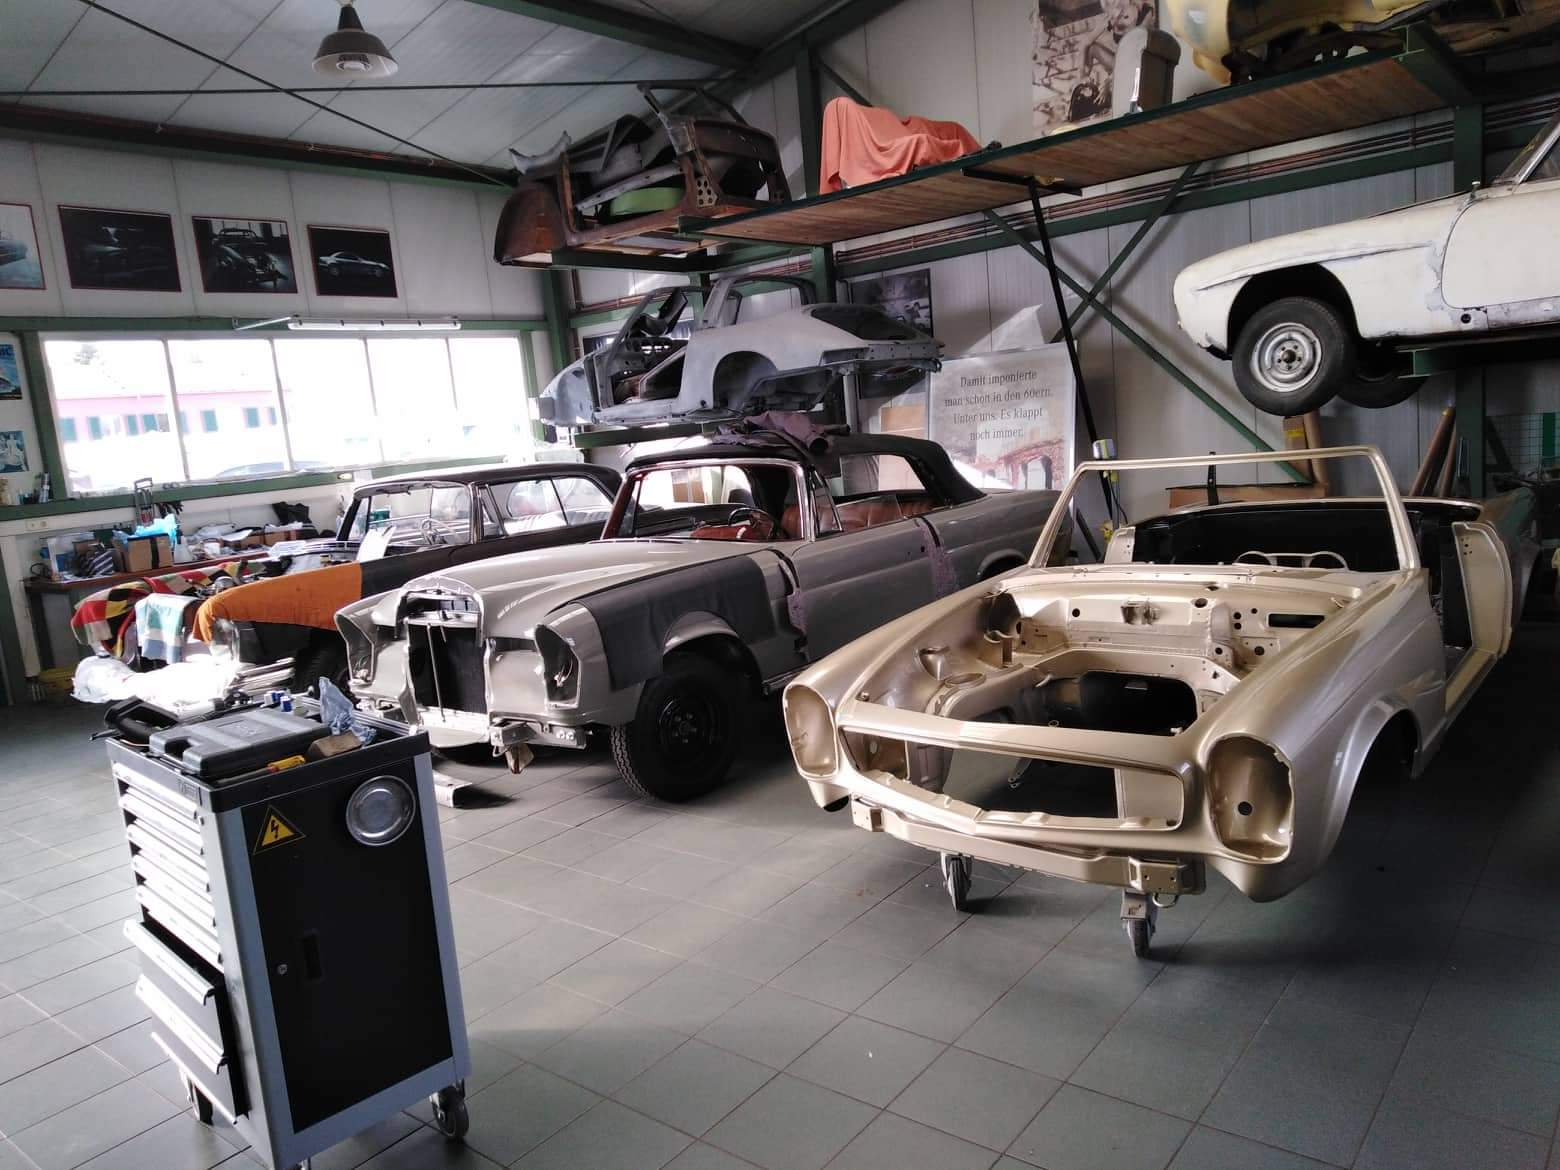 Damit imponierte
man schon in den 60ern.
Unter uns: Es klappt
noch immer.